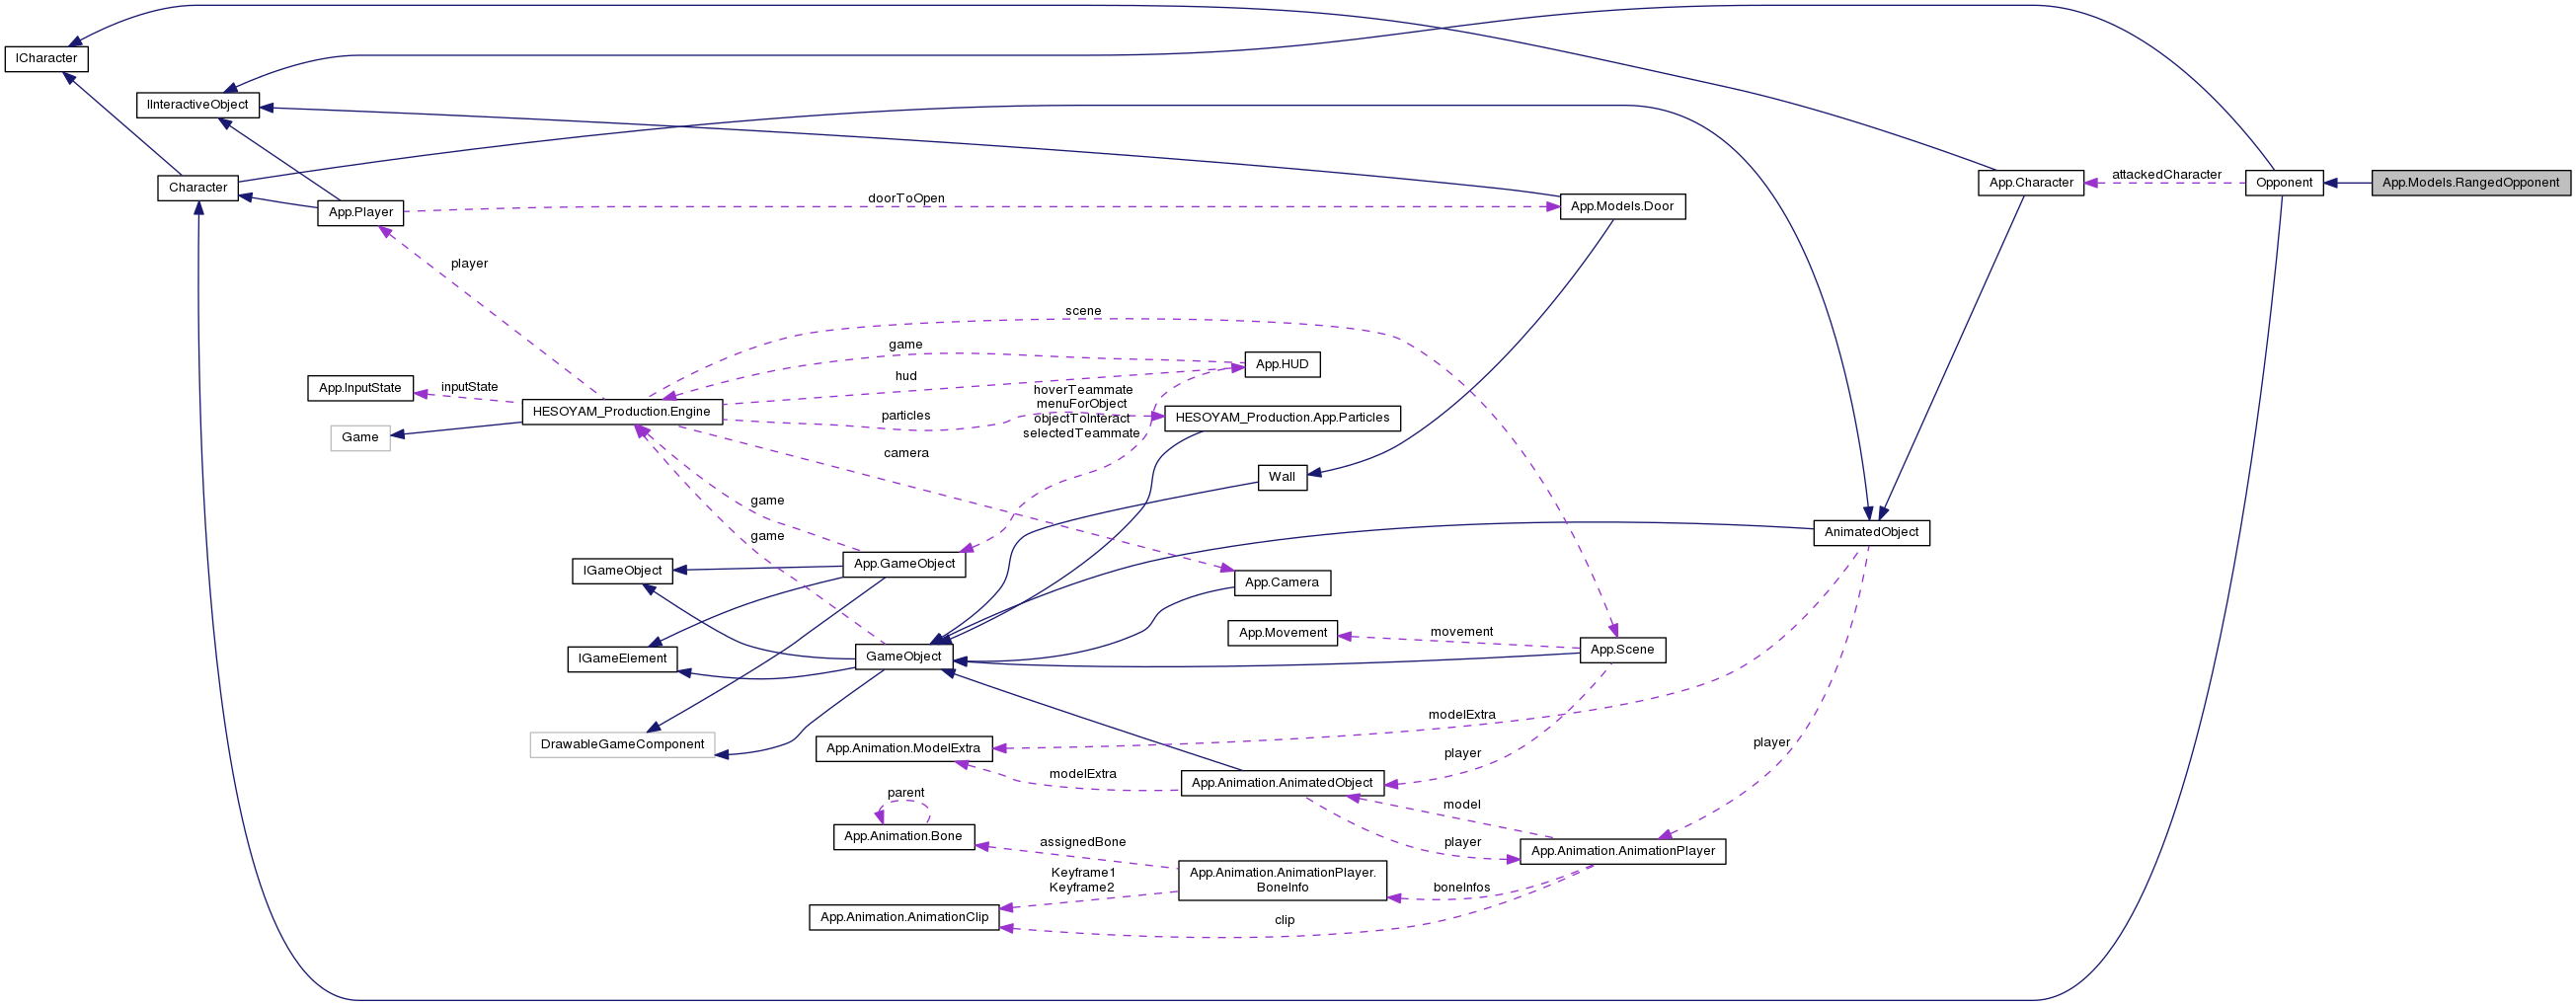 ICharacter
IInteractiveObject
Character
App.Player
doorToOpen
App.Models.Door
App.Character
attackedCharacter
Opponent
App.Models.RangedOpponent
player
scene
game
App.HUD
hud
App.InputState
inputState
HESOYAM_Production.Engine
Game
particles
hoverTeammate
menuForObject
objectToInteract
selectedTeammate
HESOYAM_Production.App.Particles
camera
Wall
game
game
AnimatedObject
IGameObject
App.GameObject
App.Camera
App.Movement
movement
App.Scene
IGameElement
GameObject
DrawableGameComponent
modelExtra
App.Animation.ModelExtra
player
player
modelExtra
App.Animation.AnimatedObject
parent
model
App.Animation.Bone
assignedBone
player
App.Animation.AnimationPlayer
Keyframe1
Keyframe2
App.Animation.AnimationPlayer.
BoneInfo
boneInfos
App.Animation.AnimationClip
clip